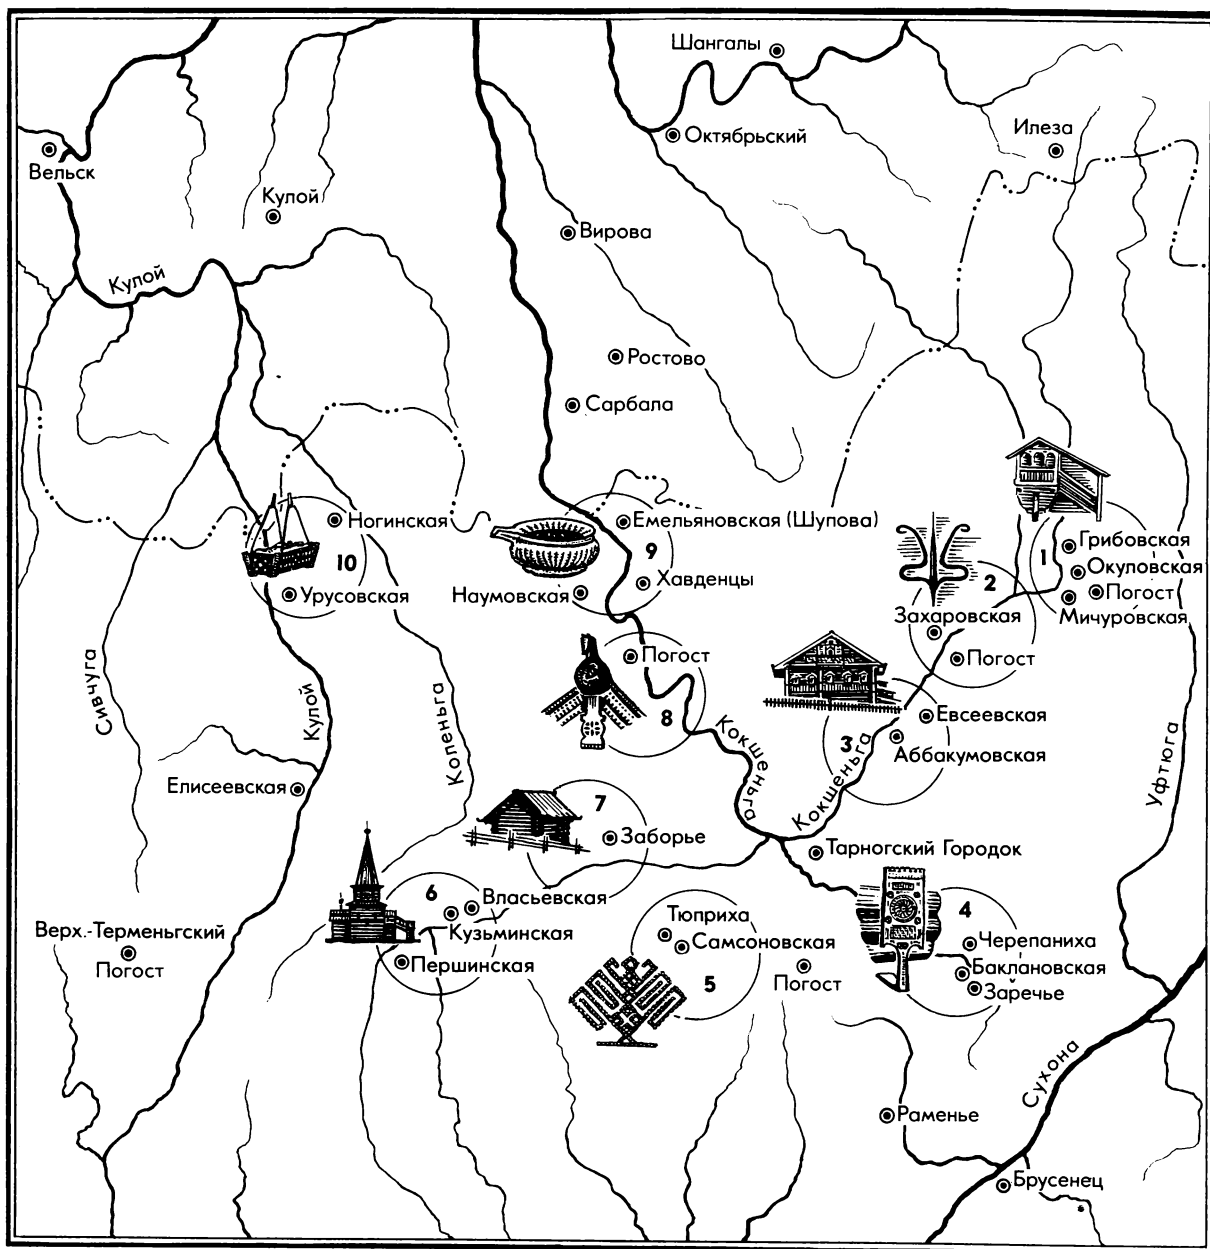 Шангалы
Октябрьский
Илеза
Вельск
Кулой
Вирова
Кулой
Ростово
Сарбала
Ногинская
10
Урусовская
Емельяновская (Шупова)
9
Хавденцы
Наумовская
1
Грибовская
Окуловская
Погост
Мичуровская
2
Захаровская
Погост
Погост
8
Евсеевская
3
Аббакумовская
Сивчуга
Кулой
Коленьга
Кокшеньга
Кокшеньга
Уфтюга
Елисеевская
7
Заборье
Тарногский Городок
6
Власьевская
Кузьминская
Першинская
Тюприха
Самсоновская
5
Погост
4
Черепаниха
Баклановская
Заречье
Верх.-Терменьгский
Погост
Сухона
Раменье
Брусенец